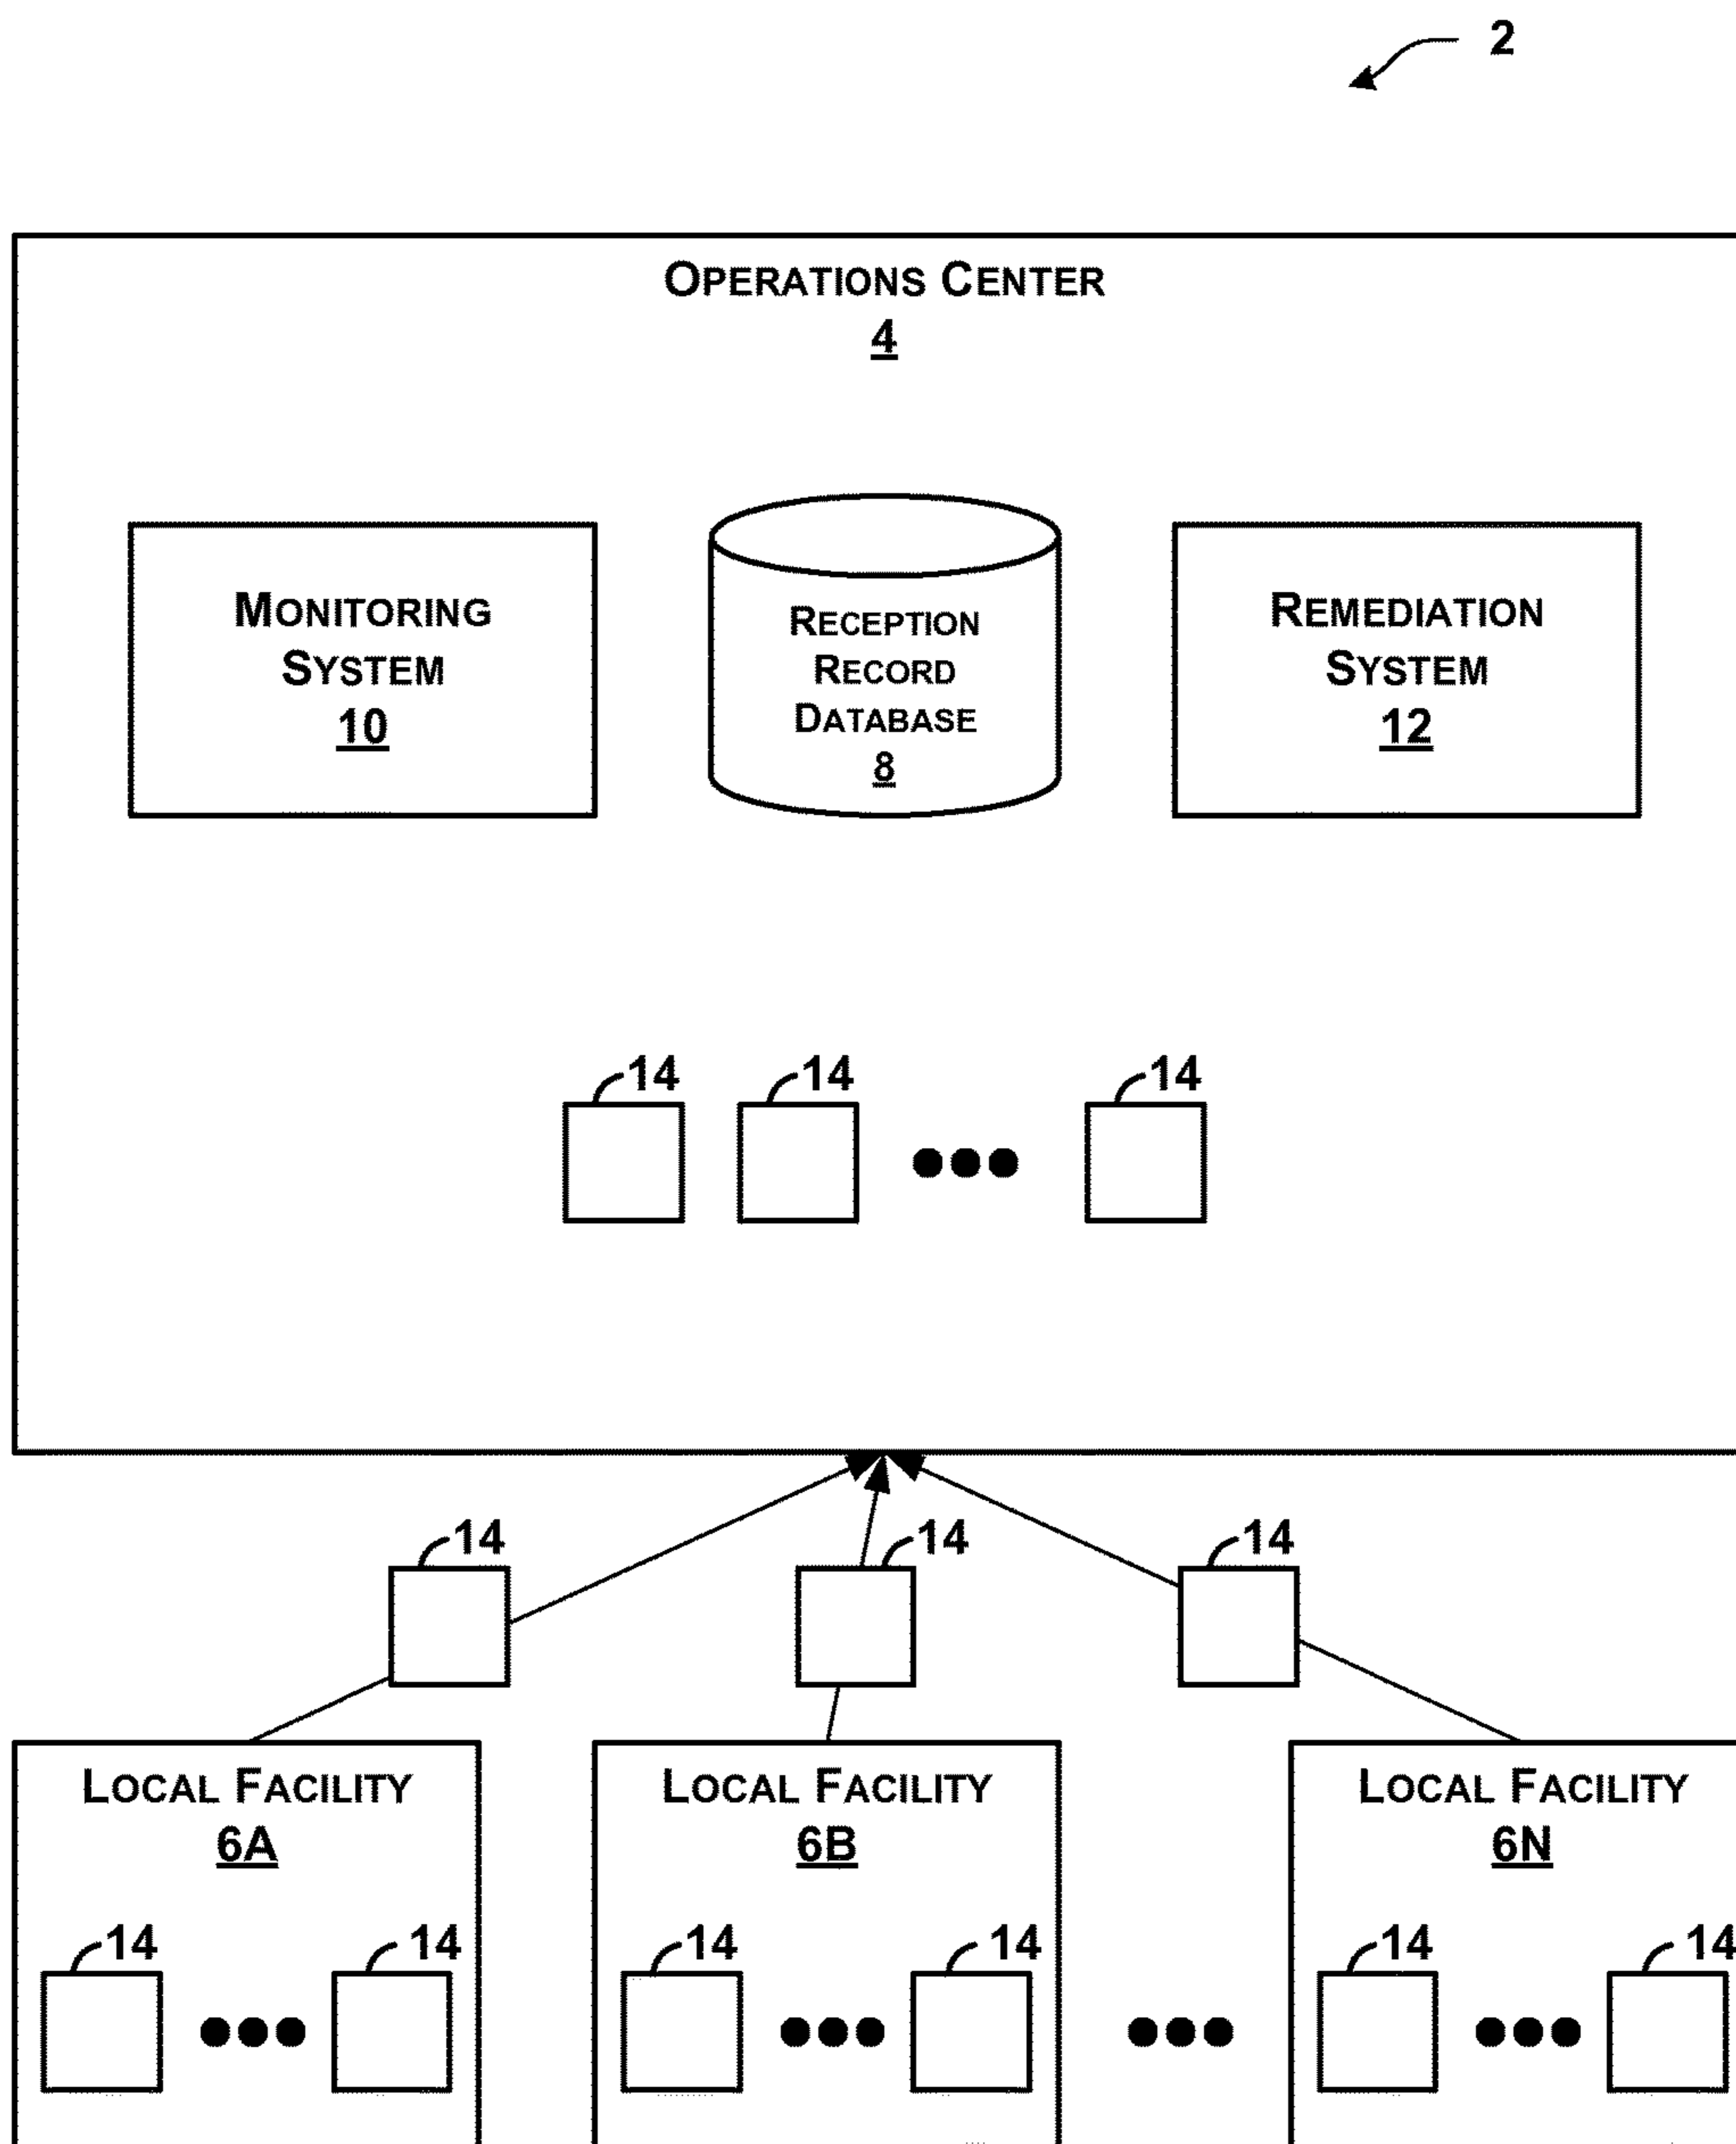 2
OPERATIONS CENTER
4
MONITORING
SYSTEM
10
RECEPTION
RECORD
DATABASE
8
REMEDIATION
SYSTEM
12
14 14 14
14 14 14
LOCAL FACILITY
6A
LOCAL FACILITY
6B
LOCAL FACILITY
6N
14 14 14 14 14 14